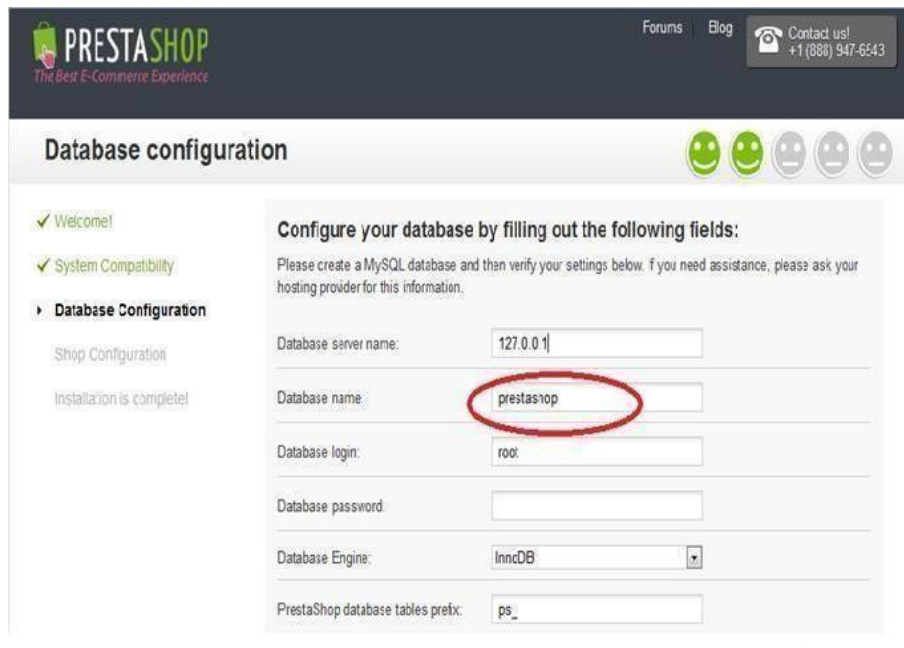 Forums Blog
Contact us!
+1 (888) 947-6543
PRESTASHOP
The Best E-Commerce Experience
Database configuration
Welcome!
System Compatibility
Database Configuration
Shop Configuration
Installation is complete!
Configure your database by filling out the following fields:
Please create a MySQL database and then verify your settings below. If you need assistance, please ask your
hosting provider for this information.
Database server name: 127.0.0.1
Database name prestashop
Database login: root
Database password:
Database Engine: InnoDB
PrestaShop database tables prefix: ps_